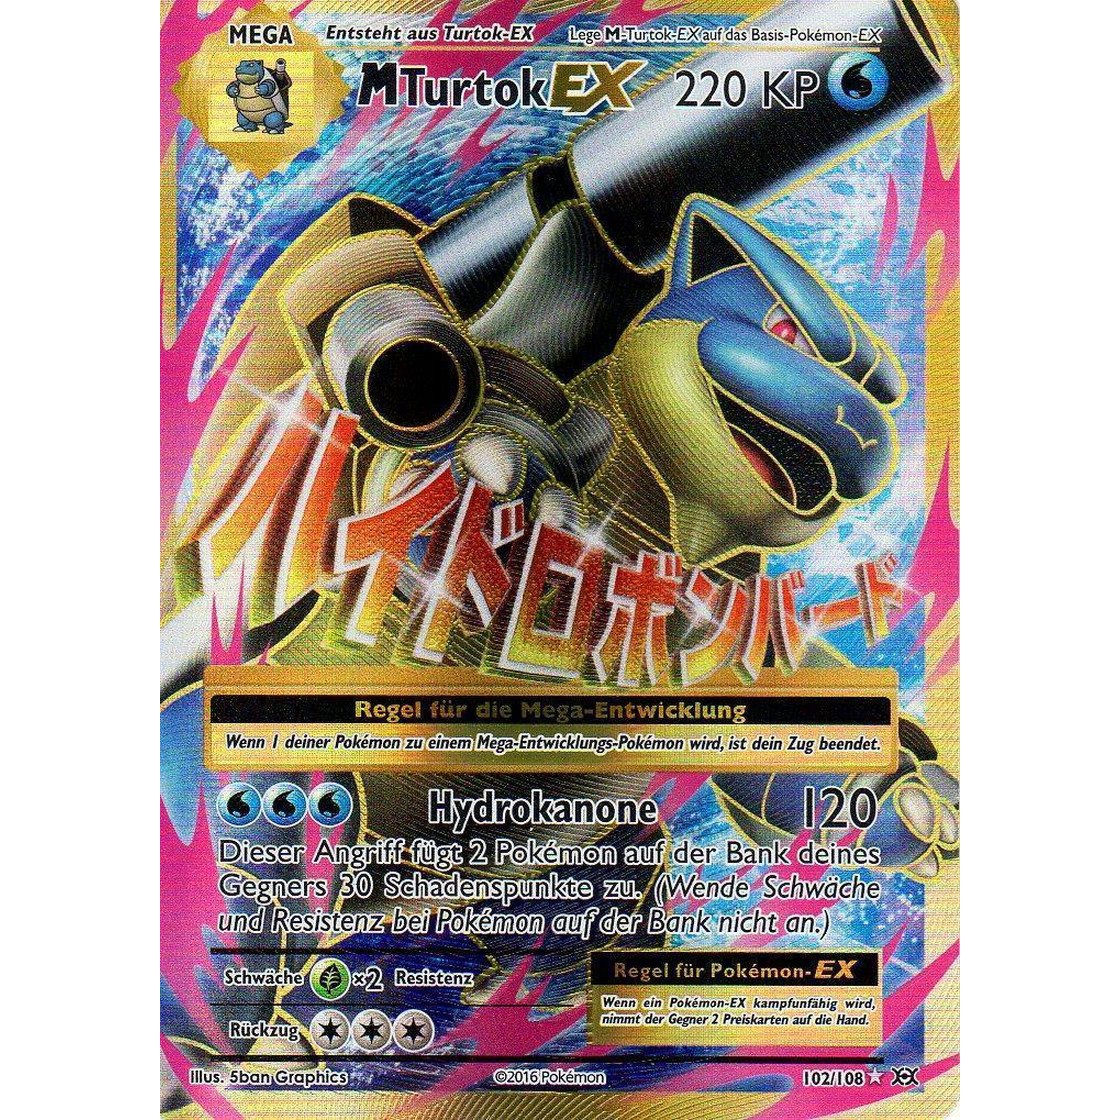 MEGA
Entsteht aus Turtok-EX
Lege M-Turtok-EX auf das Basis-Pokémon-EX
MTurtokEX 220 KP
ハイドロボンバード
Regel für die Mega-Entwicklung
Wenn 1 deiner Pokémon zu einem Mega-Entwicklungs-Pokémon wird, ist dein Zug beendet.
Hydrokanone 120
Dieser Angriff fügt 2 Pokémon auf der Bank deines
Gegners 30 Schadenspunkte zu. (Wende Schwäche
und Resistenz bei Pokémon auf der Bank nicht an.)
Schwäche ×2 Resistenz
Rückzug
Regel für Pokémon-EX
Wenn ein Pokémon-EX kampfunfähig wird,
nimmt der Gegner 2 Preiskarten auf die Hand.
Illus. 5ban Graphics
©2016 Pokémon
102/108